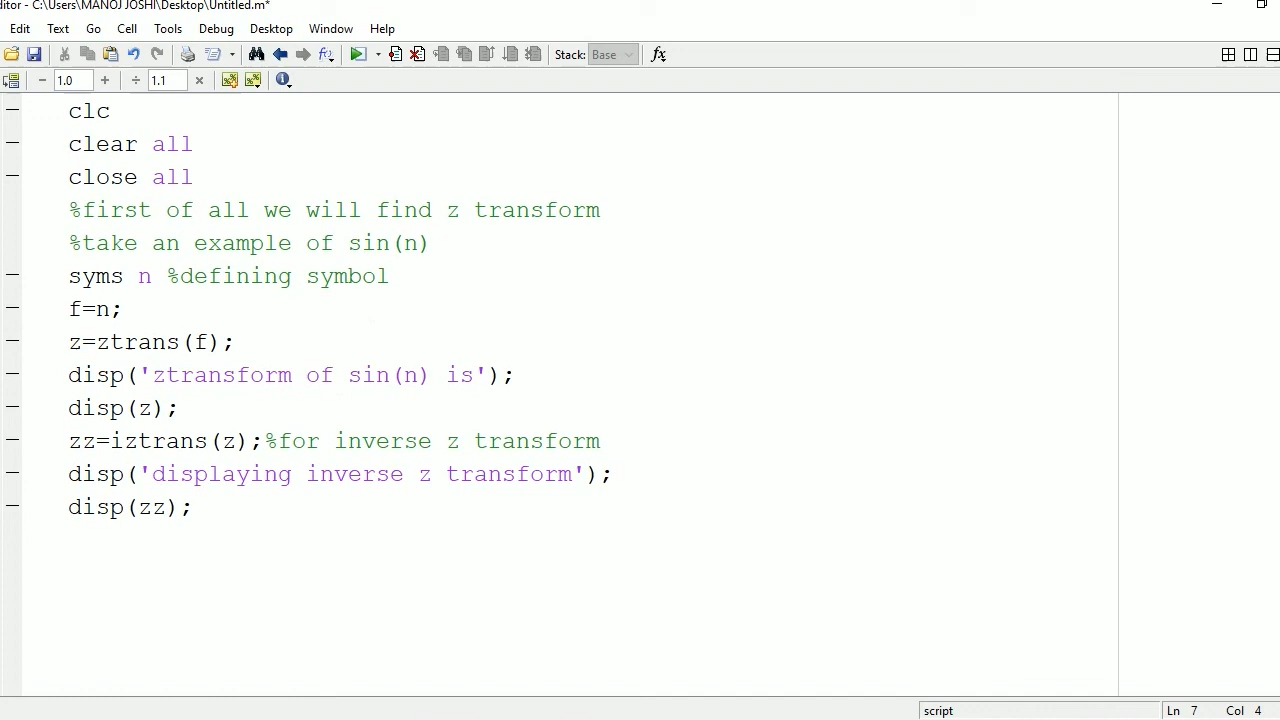 ditor - C:\Users\MANOJ JOSHI\Desktop\Untitled.m*
Edit Text Go Cell Tools Debug Desktop Window Help
Stack: Base fx
− 1.0 + ÷ 1.1 ×
clc
clear all
close all
%first of all we will find z transform
%take an example of sin(n)
syms n %defining symbol
f=n;
z=ztrans(f);
disp('ztransform of sin(n) is');
disp(z);
zz=iztrans(z);%for inverse z transform
disp('displaying inverse z transform');
disp(zz);
script Ln 7 Col 4